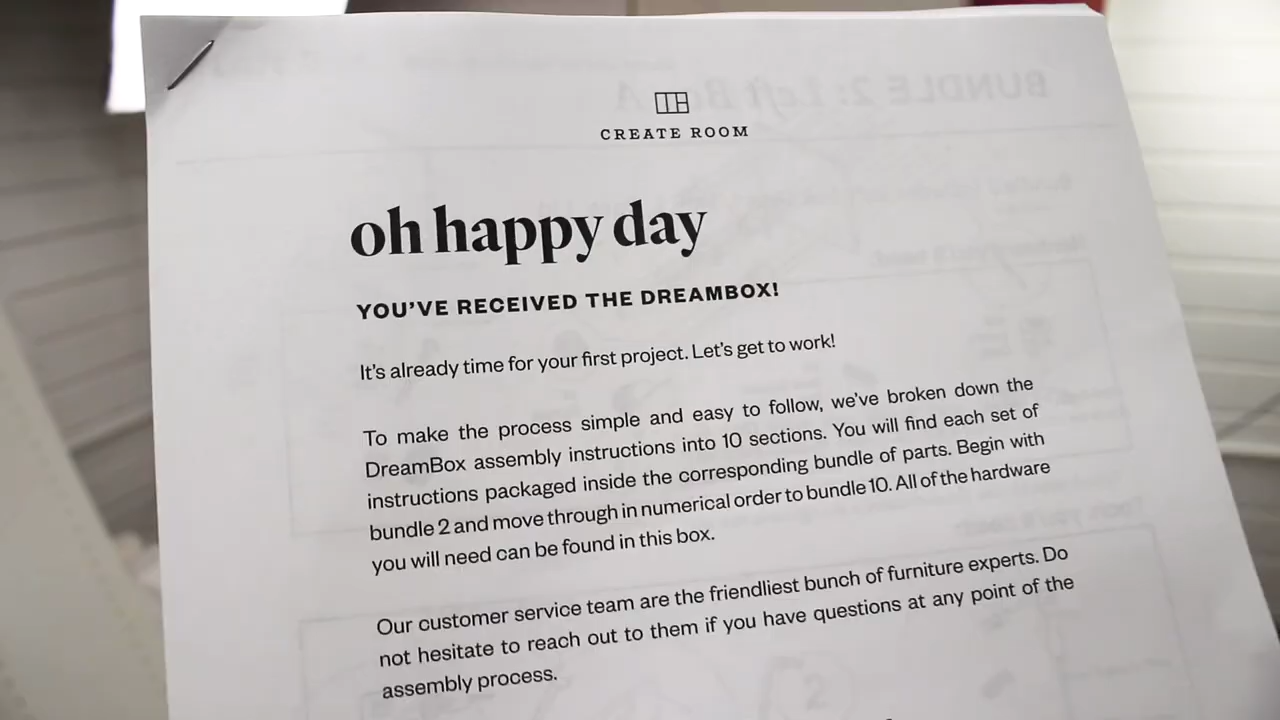 CREATE ROOM
oh happy day
YOU'VE RECEIVED THE DREAMBOX!
It's already time for your first project. Let's get to work!
To make the process simple and easy to follow, we've broken down the
DreamBox assembly instructions into 10 sections. You will find each set of
instructions packaged inside the corresponding bundle of parts. Begin with
bundle 2 and move through in numerical order to bundle 10. All of the hardware
you will need can be found in this box.
Our customer service team are the friendliest bunch of furniture experts. Do
not hesitate to reach out to them if you have questions at any point of the
assembly process.